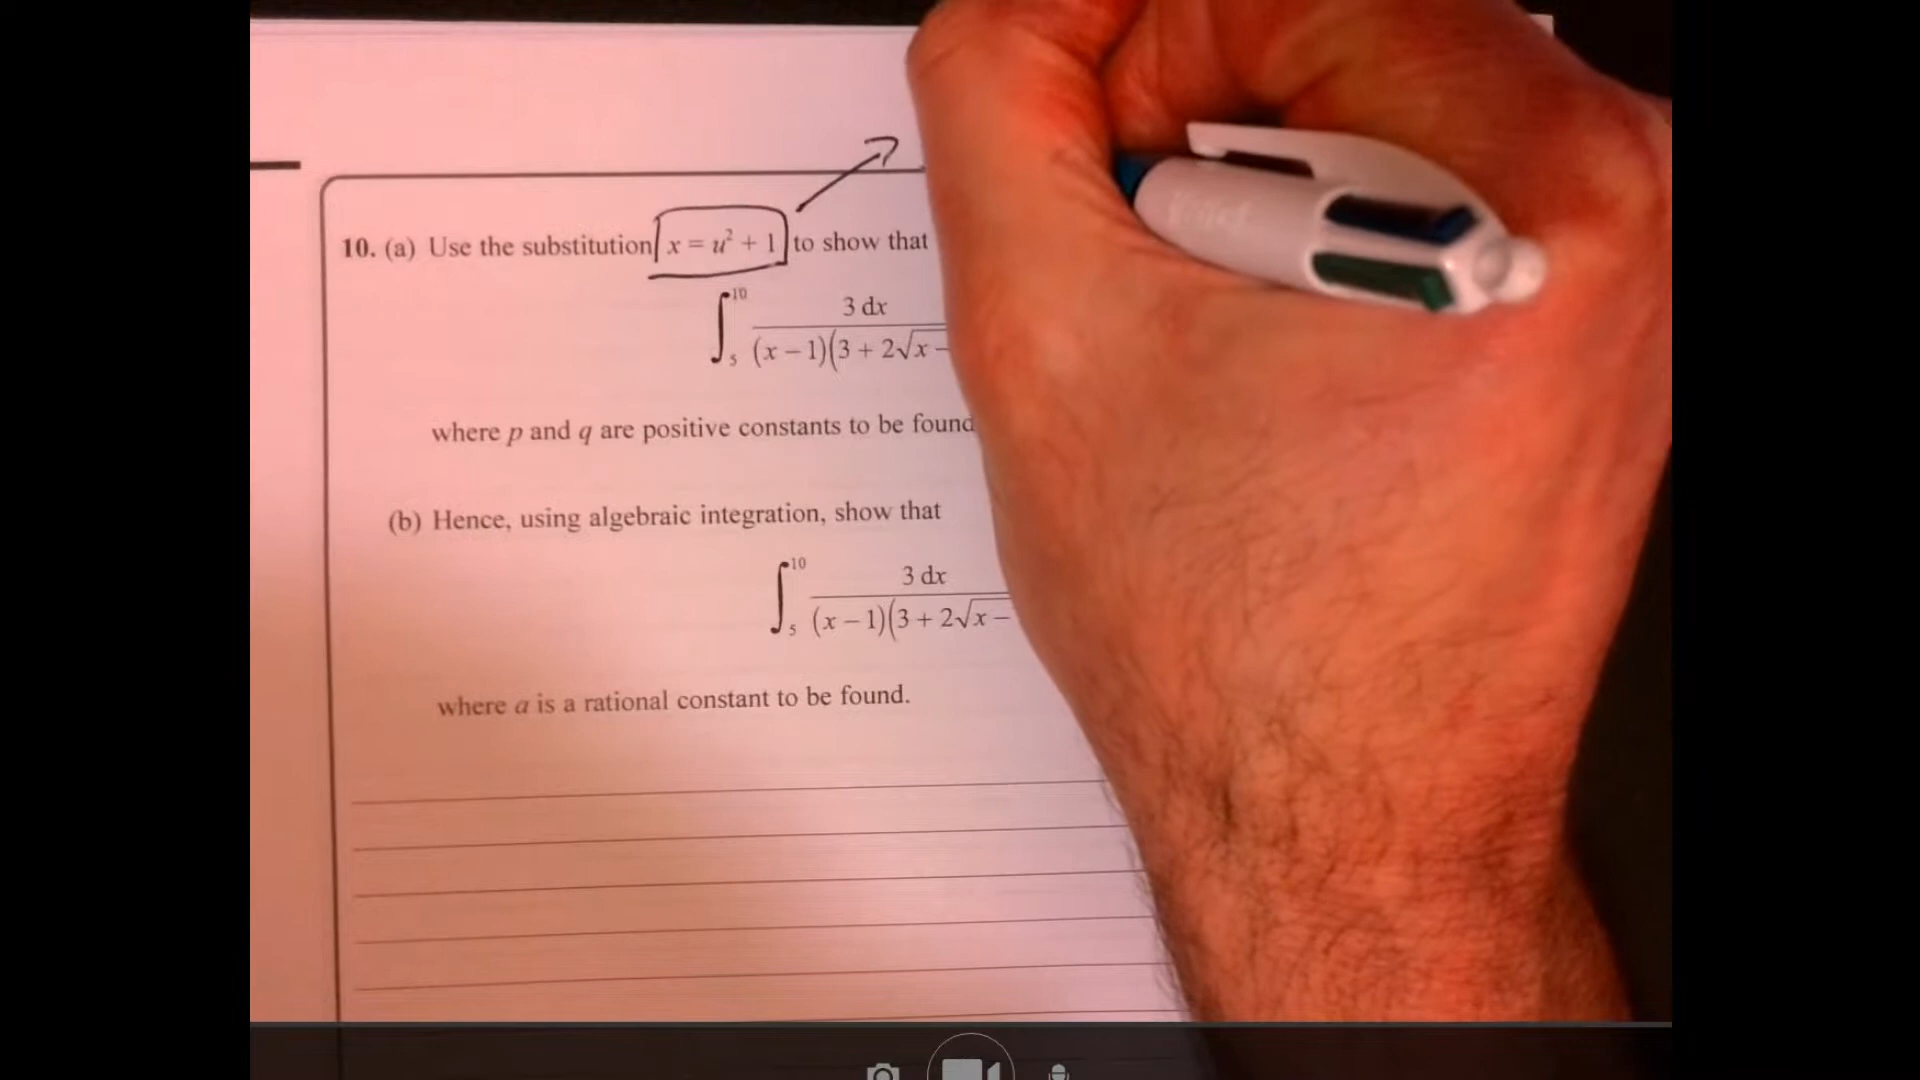 10. (a) Use the substitution x = u² + 1 to show that
∫₅¹⁰ 3 dx / (x – 1)(3 + 2√x –
where p and q are positive constants to be found
(b) Hence, using algebraic integration, show that
∫₅¹⁰ 3 dx / (x – 1)(3 + 2√x –
where a is a rational constant to be found.